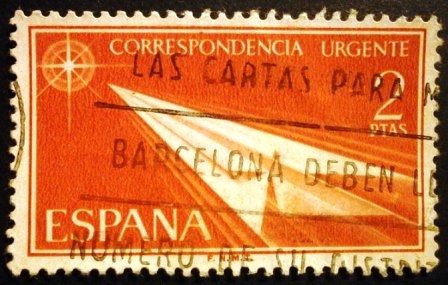 CORRESPONDENCIA URGENTE
LAS CARTAS PARA
2
PTAS
BARCELONA DEBEN
ESPAÑA
NUMERO DE SU
F.N.M.T.